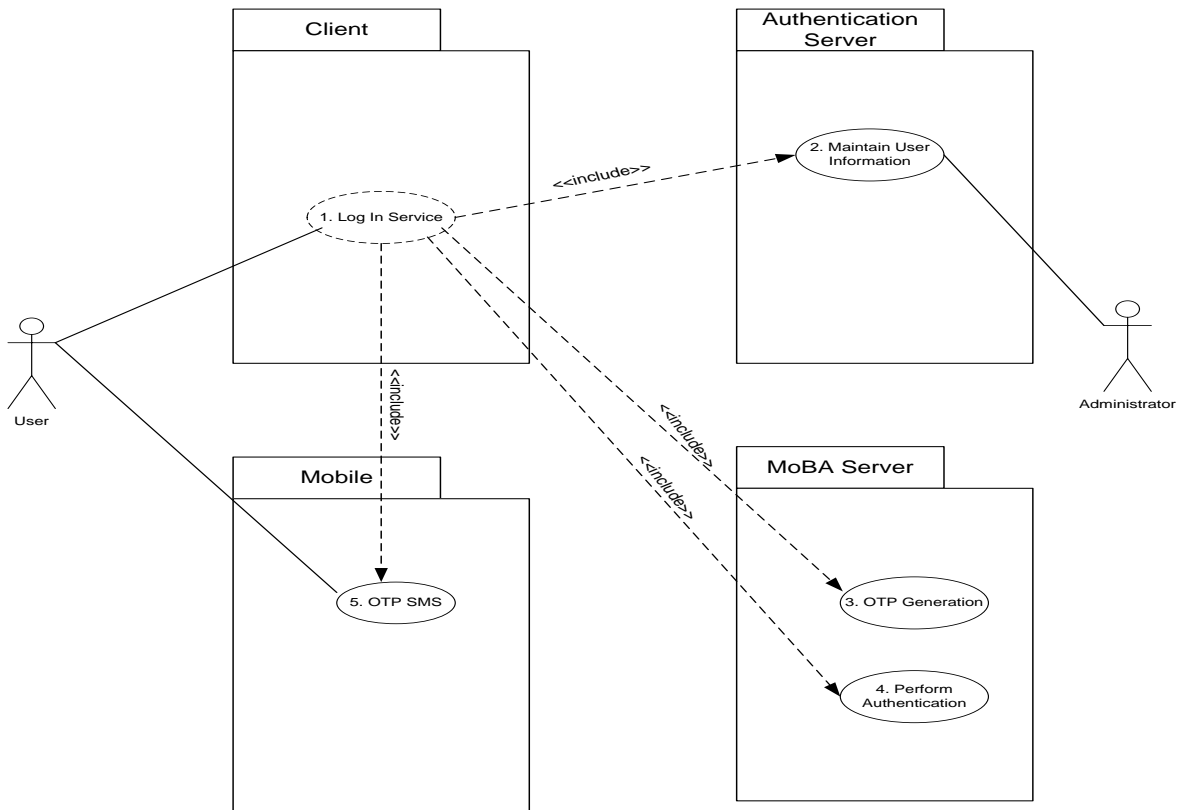 Client
Authentication
Server
2. Maintain User
Information
<<include>>
1. Log In Service
User
Administrator
<<include>>
<<include>>
<<include>>
Mobile
MoBA Server
5. OTP SMS
3. OTP Generation
4. Perform
Authentication